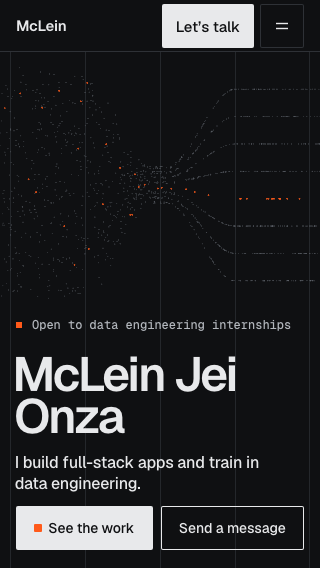 McLein
Let's talk
Open to data engineering internships
McLein Jei
Onza
I build full-stack apps and train in
data engineering.
See the work
Send a message